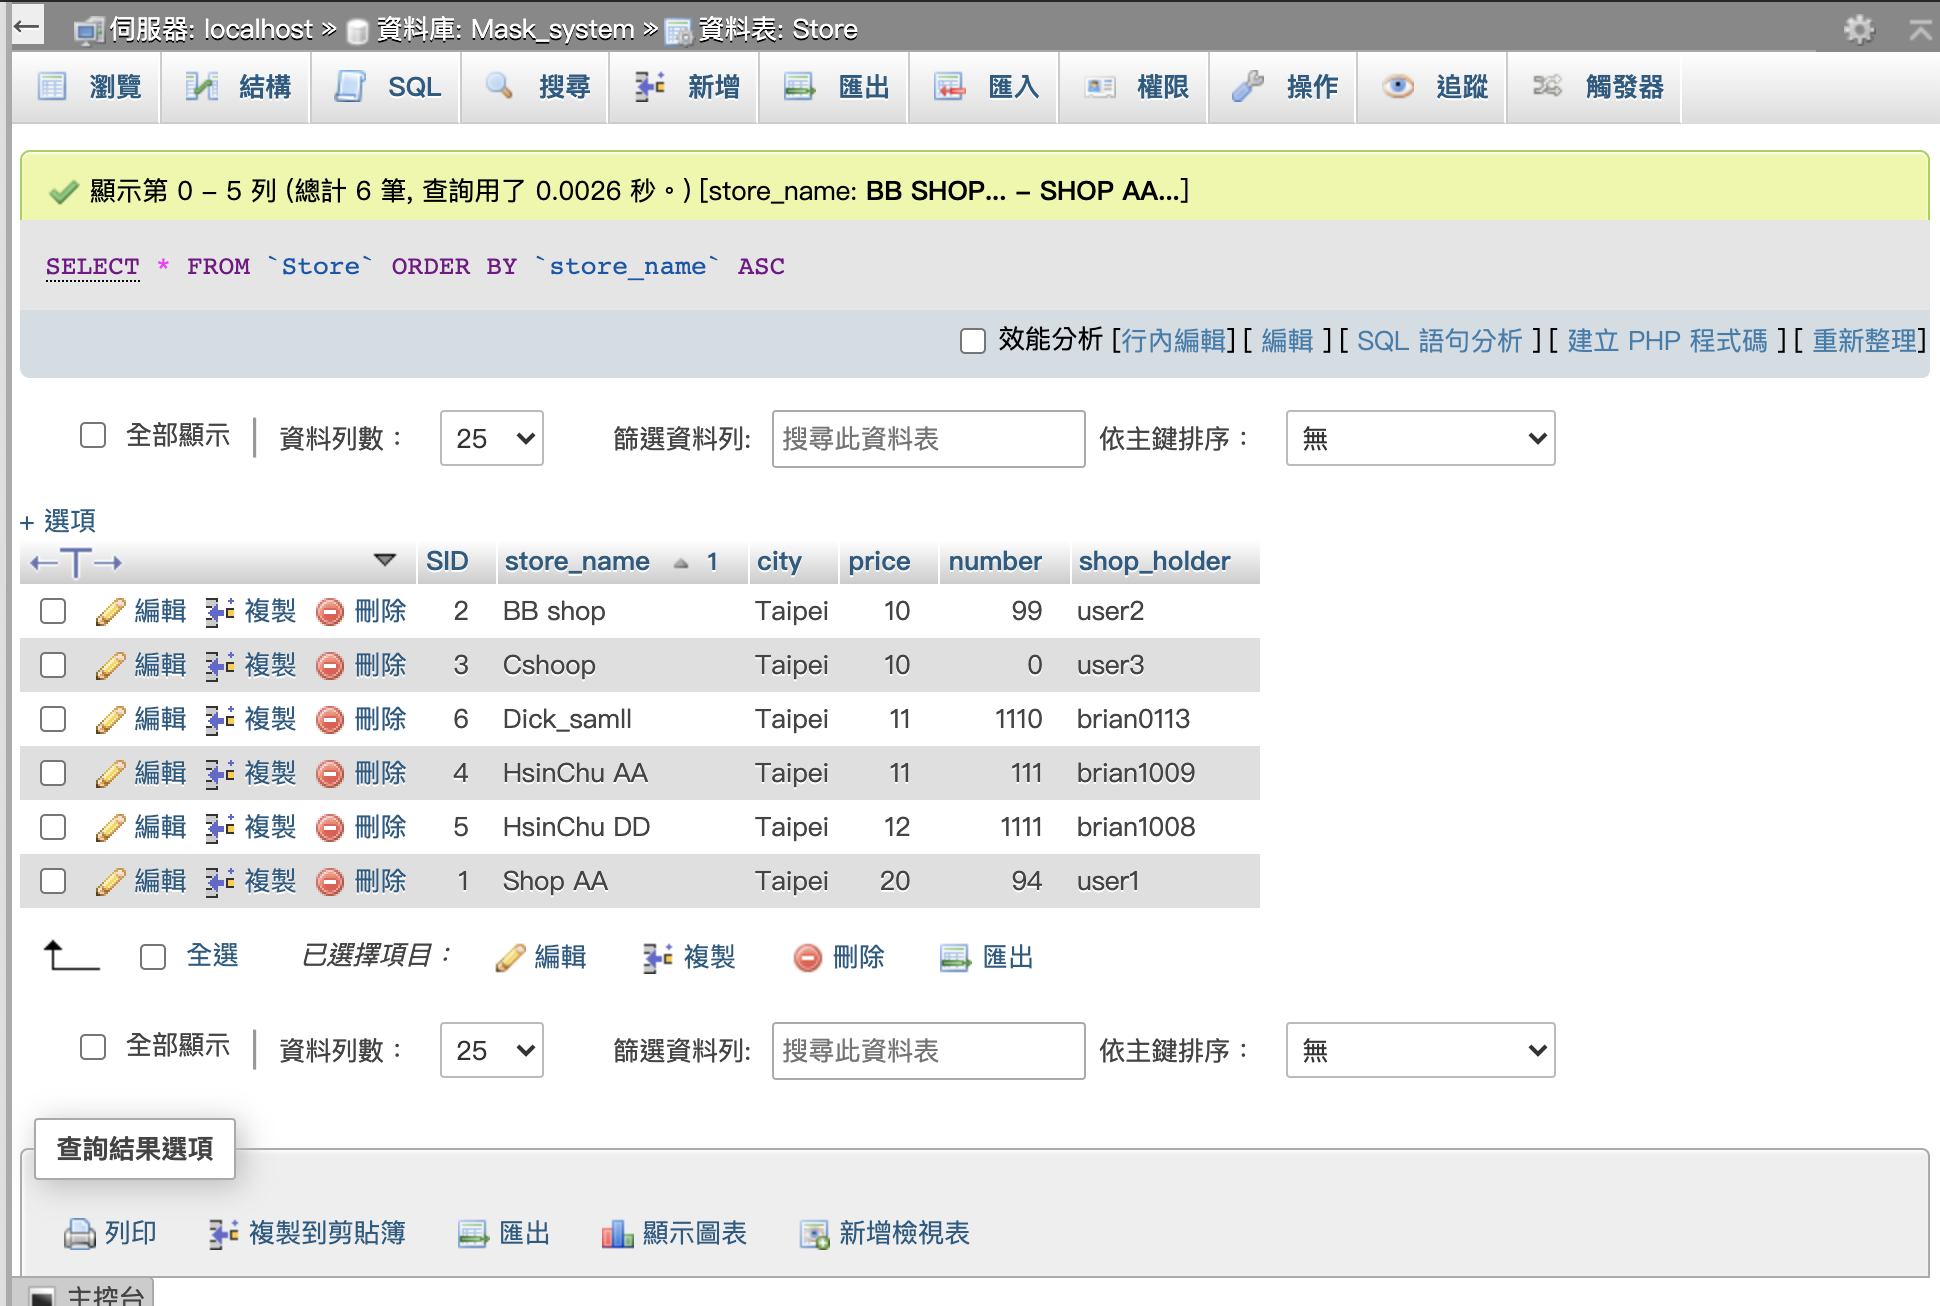 伺服器: localhost » 資料庫: Mask_system » 資料表: Store
瀏覽 結構 SQL 搜尋 新增 匯出 匯入 權限 操作 追蹤 觸發器
顯示第 0 - 5 列 (總計 6 筆, 查詢用了 0.0026 秒。) [store_name: BB SHOP... - SHOP AA...]
SELECT * FROM `Store` ORDER BY `store_name` ASC
效能分析 [行內編輯] [ 編輯 ] [ SQL 語句分析 ] [ 建立 PHP 程式碼 ] [ 重新整理]
全部顯示 資料列數： 25 篩選資料列: 搜尋此資料表 依主鍵排序： 無
+ 選項
←T→ SID store_name 1 city price number shop_holder
編輯 複製 刪除 2 BB shop Taipei 10 99 user2
編輯 複製 刪除 3 Cshoop Taipei 10 0 user3
編輯 複製 刪除 6 Dick_samll Taipei 11 1110 brian0113
編輯 複製 刪除 4 HsinChu AA Taipei 11 111 brian1009
編輯 複製 刪除 5 HsinChu DD Taipei 12 1111 brian1008
編輯 複製 刪除 1 Shop AA Taipei 20 94 user1
全選 已選擇項目： 編輯 複製 刪除 匯出
全部顯示 資料列數： 25 篩選資料列: 搜尋此資料表 依主鍵排序： 無
查詢結果選項
列印 複製到剪貼簿 匯出 顯示圖表 新增檢視表
主控台